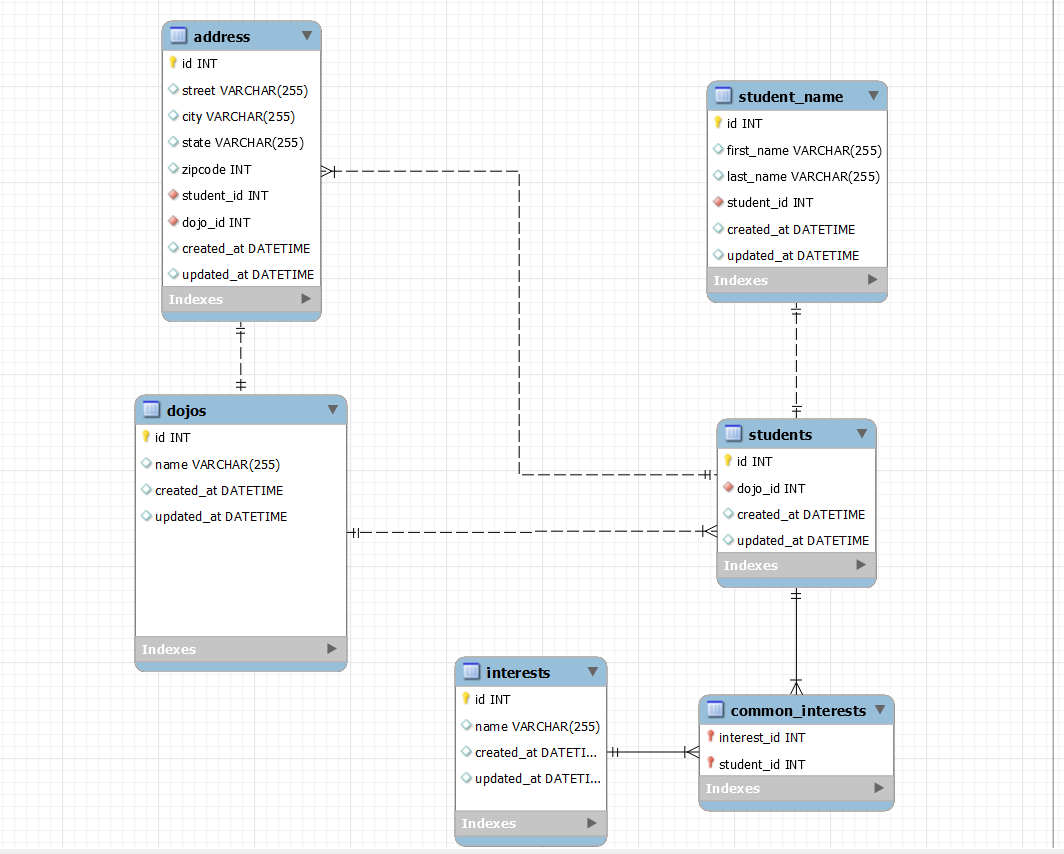 address
id INT
street VARCHAR(255)
city VARCHAR(255)
state VARCHAR(255)
zipcode INT
student_id INT
dojo_id INT
created_at DATETIME
updated_at DATETIME
Indexes
student_name
id INT
first_name VARCHAR(255)
last_name VARCHAR(255)
student_id INT
created_at DATETIME
updated_at DATETIME
Indexes
dojos
id INT
name VARCHAR(255)
created_at DATETIME
updated_at DATETIME
Indexes
students
id INT
dojo_id INT
created_at DATETIME
updated_at DATETIME
Indexes
interests
id INT
name VARCHAR(255)
created_at DATETI...
updated_at DATETI...
Indexes
common_interests
interest_id INT
student_id INT
Indexes